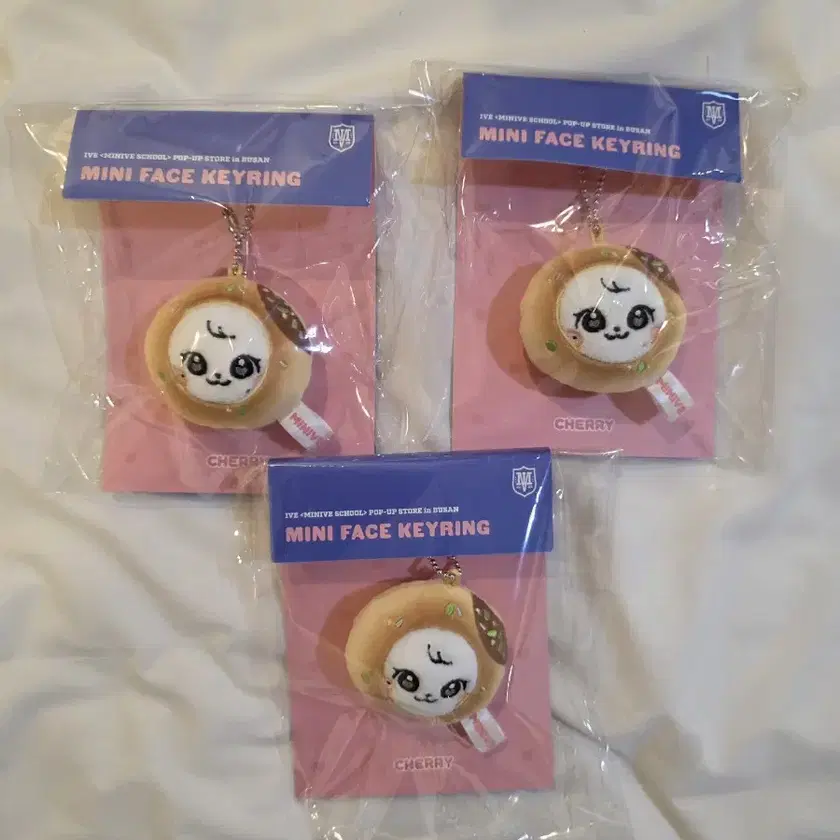 IVE <MINIVE SCHOOL> POP-UP STORE in BUSAN
MINI FACE KEYRING
MINIVE
CHERRY
IVE <MINIVE SCHOOL> POP-UP STORE in BUSAN
MINI FACE KEYRING
MINIVE
CHERRY
IVE <MINIVE SCHOOL> POP-UP STORE in BUSAN
MINI FACE KEYRING
CHERRY